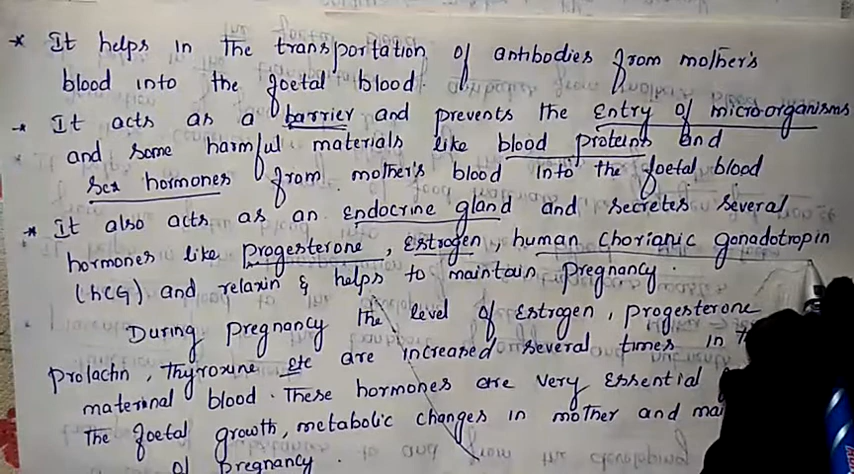 * It helps in the transportation of antibodies from mother's
blood into the foetal blood.
* It acts as a barrier and prevents the entry of microorganisms
and some harmful materials like blood proteins and
sex hormones from mother's blood into the foetal blood
* It also acts as an Endocrine gland and secretes several
hormones like progesterone, Estrogen, human chorianic gonadotropin
(hCG) and relaxin & helps to maintain pregnancy.
During pregnancy the level of Estrogen, progesterone
prolactin, Thyroxine etc are increased several times in
maternal blood. These hormones are very essential
The foetal growth, metabolic changes in mother and
of pregnancy.